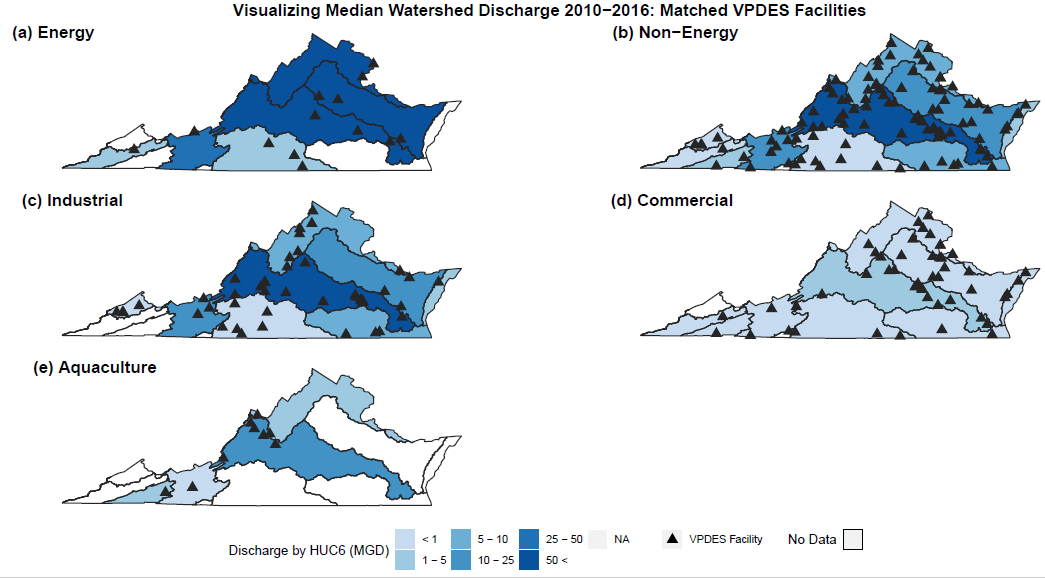 Visualizing Median Watershed Discharge 2010−2016: Matched VPDES Facilities
(a) Energy
(b) Non−Energy
(c) Industrial
(d) Commercial
(e) Aquaculture
Discharge by HUC6 (MGD)
< 1
1 − 5
5 − 10
10 − 25
25 − 50
50 <
NA
VPDES Facility
No Data